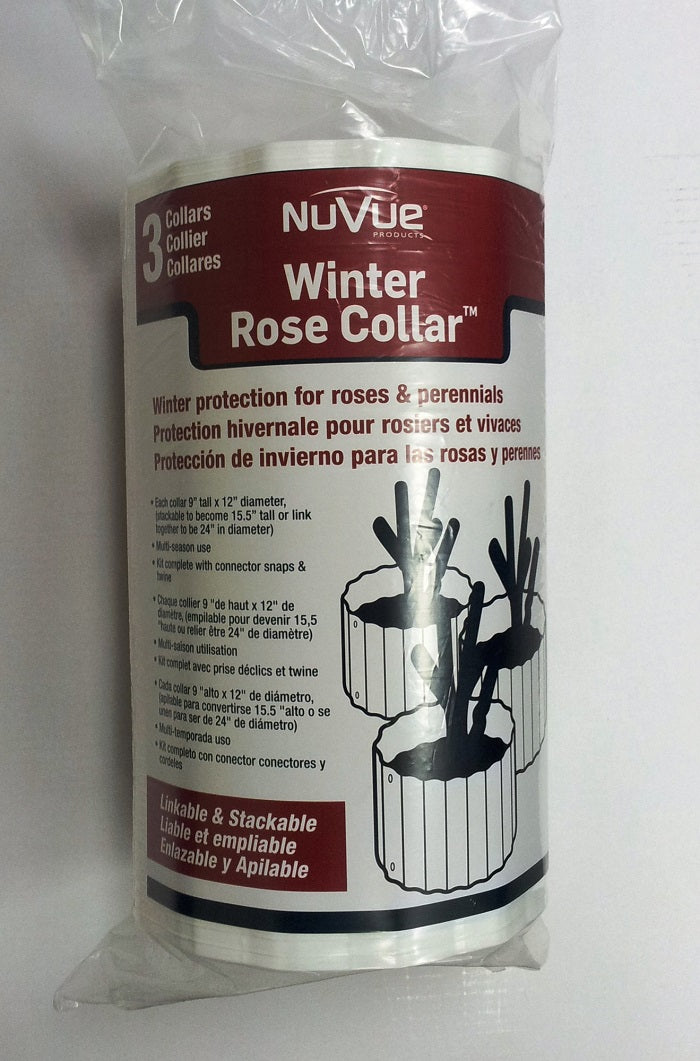 3 Collars
Collier
Collares
NUVUE®
PRODUCTS
Winter
Rose Collar™
Winter protection for roses & perennials
Protection hivernale pour rosiers et vivaces
Protección de invierno para las rosas y perennes
• Each collar 9" tall x 12" diameter,
(stackable to become 15.5" tall or link
together to be 24" in diameter)
• Multi-season use
• Kit complete with connector snaps &
twine
• Chaque collier 9 "de haut x 12" de
diamètre, (empilable pour devenir 15,5
"haute ou relier être 24" de diamètre)
• Multi-saison utilisation
• Kit complet avec prise déclics et twine
• Cada collar 9 "alto x 12" de diámetro,
(apilable para convertirse 15.5 "alto o se
unen para ser de 24" de diámetro)
• Multi-temporada uso
• Kit completo con conector conectores y
cordeles
Linkable & Stackable
Liable et empliable
Enlazable y Apilable